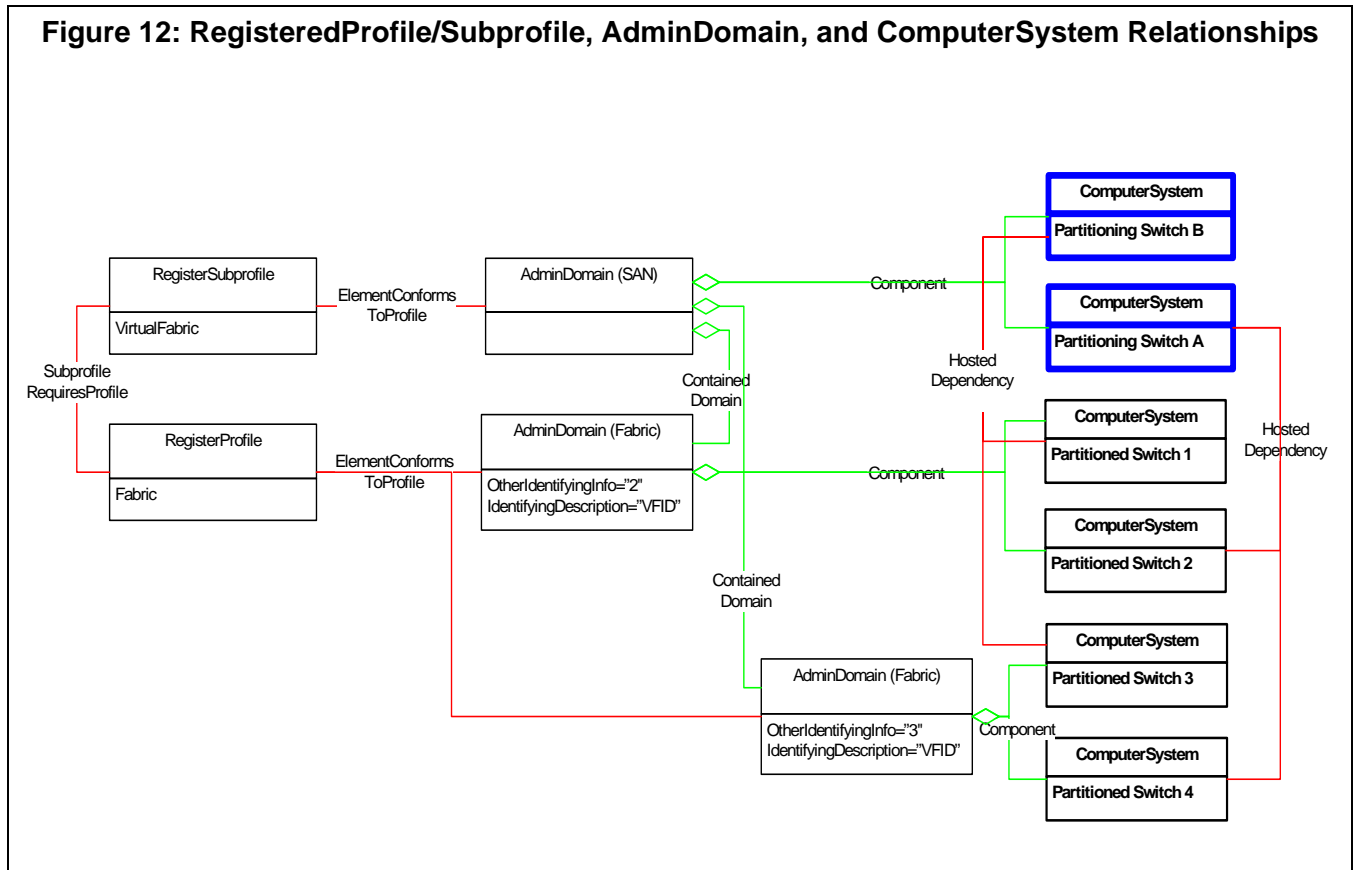 Figure 12: RegisteredProfile/Subprofile, AdminDomain, and ComputerSystem Relationships
ComputerSystem
Partitioning Switch B
RegisterSubprofile
VirtualFabric
ElementConforms
ToProfile
AdminDomain (SAN)
Component
ComputerSystem
Partitioning Switch A
Subprofile
RequiresProfile
Contained
Domain
Hosted
Dependency
RegisterProfile
Fabric
ElementConforms
ToProfile
AdminDomain (Fabric)
OtherIdentifyingInfo="2"
IdentifyingDescription="VFID"
Component
ComputerSystem
Partitioned Switch 1
Hosted
Dependency
ComputerSystem
Partitioned Switch 2
Contained
Domain
ComputerSystem
Partitioned Switch 3
AdminDomain (Fabric)
OtherIdentifyingInfo="3"
IdentifyingDescription="VFID"
Component
ComputerSystem
Partitioned Switch 4